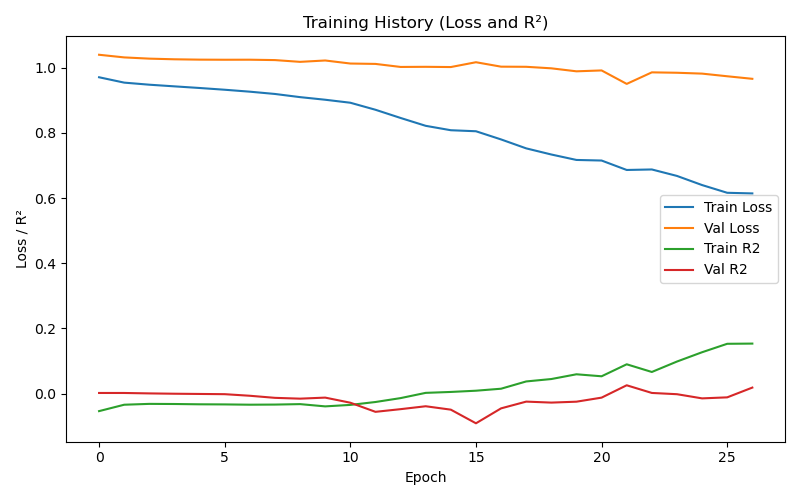 Training History (Loss and R²)
Loss / R²
1.0
0.8
0.6
0.4
0.2
0.0
Train Loss
Val Loss
Train R2
Val R2
0 5 10 15 20 25
Epoch